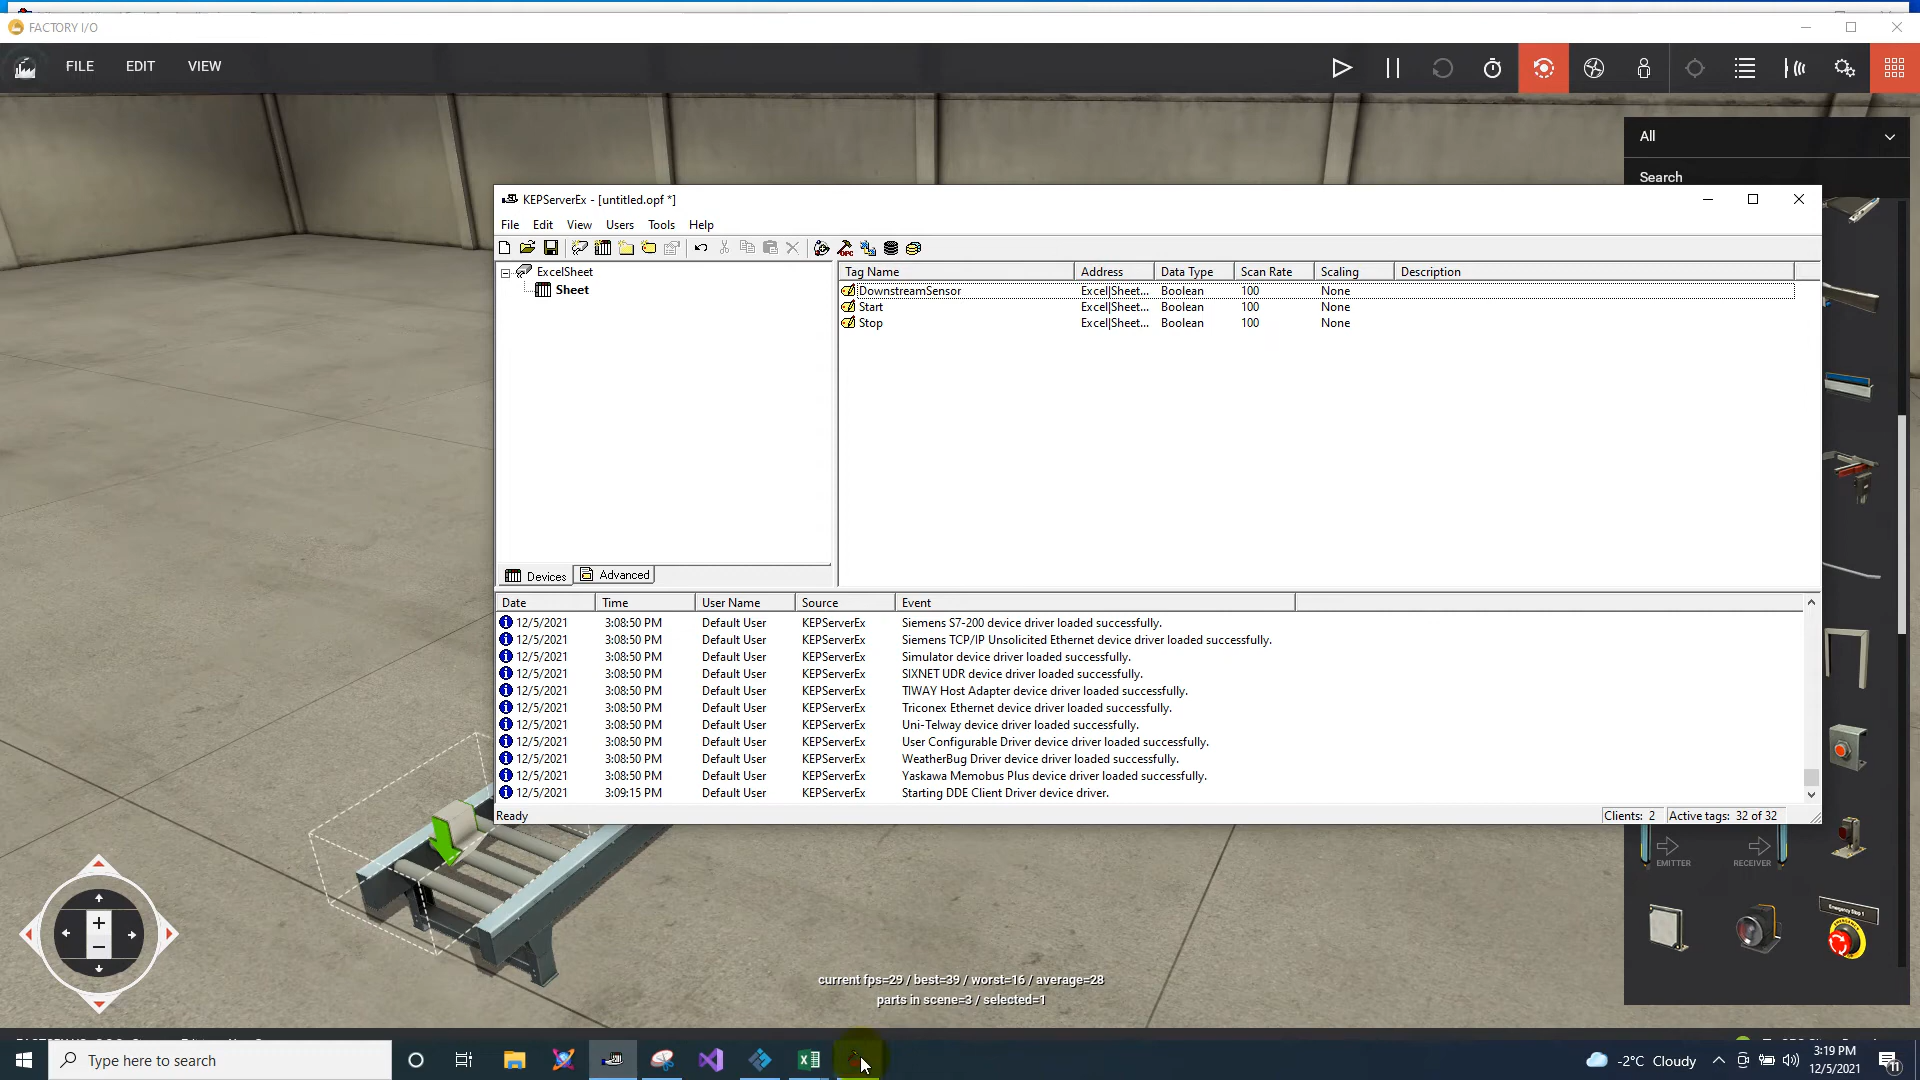 FACTORY I/O
FILE EDIT VIEW
All
Search
KEPServerEx - [untitled.opf *]
File Edit View Users Tools Help
ExcelSheet
Sheet
Tag Name Address Data Type Scan Rate Scaling Description
DownstreamSensor Excel|Sheet... Boolean 100 None
Start Excel|Sheet... Boolean 100 None
Stop Excel|Sheet... Boolean 100 None
Devices Advanced
Date Time User Name Source Event
12/5/2021 3:08:50 PM Default User KEPServerEx Siemens S7-200 device driver loaded successfully.
12/5/2021 3:08:50 PM Default User KEPServerEx Siemens TCP/IP Unsolicited Ethernet device driver loaded successfully.
12/5/2021 3:08:50 PM Default User KEPServerEx Simulator device driver loaded successfully.
12/5/2021 3:08:50 PM Default User KEPServerEx SIXNET UDR device driver loaded successfully.
12/5/2021 3:08:50 PM Default User KEPServerEx TIWAY Host Adapter device driver loaded successfully.
12/5/2021 3:08:50 PM Default User KEPServerEx Triconex Ethernet device driver loaded successfully.
12/5/2021 3:08:50 PM Default User KEPServerEx Uni-Telway device driver loaded successfully.
12/5/2021 3:08:50 PM Default User KEPServerEx User Configurable Driver device driver loaded successfully.
12/5/2021 3:08:50 PM Default User KEPServerEx WeatherBug Driver device driver loaded successfully.
12/5/2021 3:08:50 PM Default User KEPServerEx Yaskawa Memobus Plus device driver loaded successfully.
12/5/2021 3:09:15 PM Default User KEPServerEx Starting DDE Client Driver device driver.
Ready Clients: 2 Active tags: 32 of 32
EMITTER RECEIVER
Emergency Stop 1
current fps=29 / best=39 / worst=16 / average=28
parts in scene=3 / selected=1
Type here to search
-2°C Cloudy
3:19 PM
12/5/2021
11